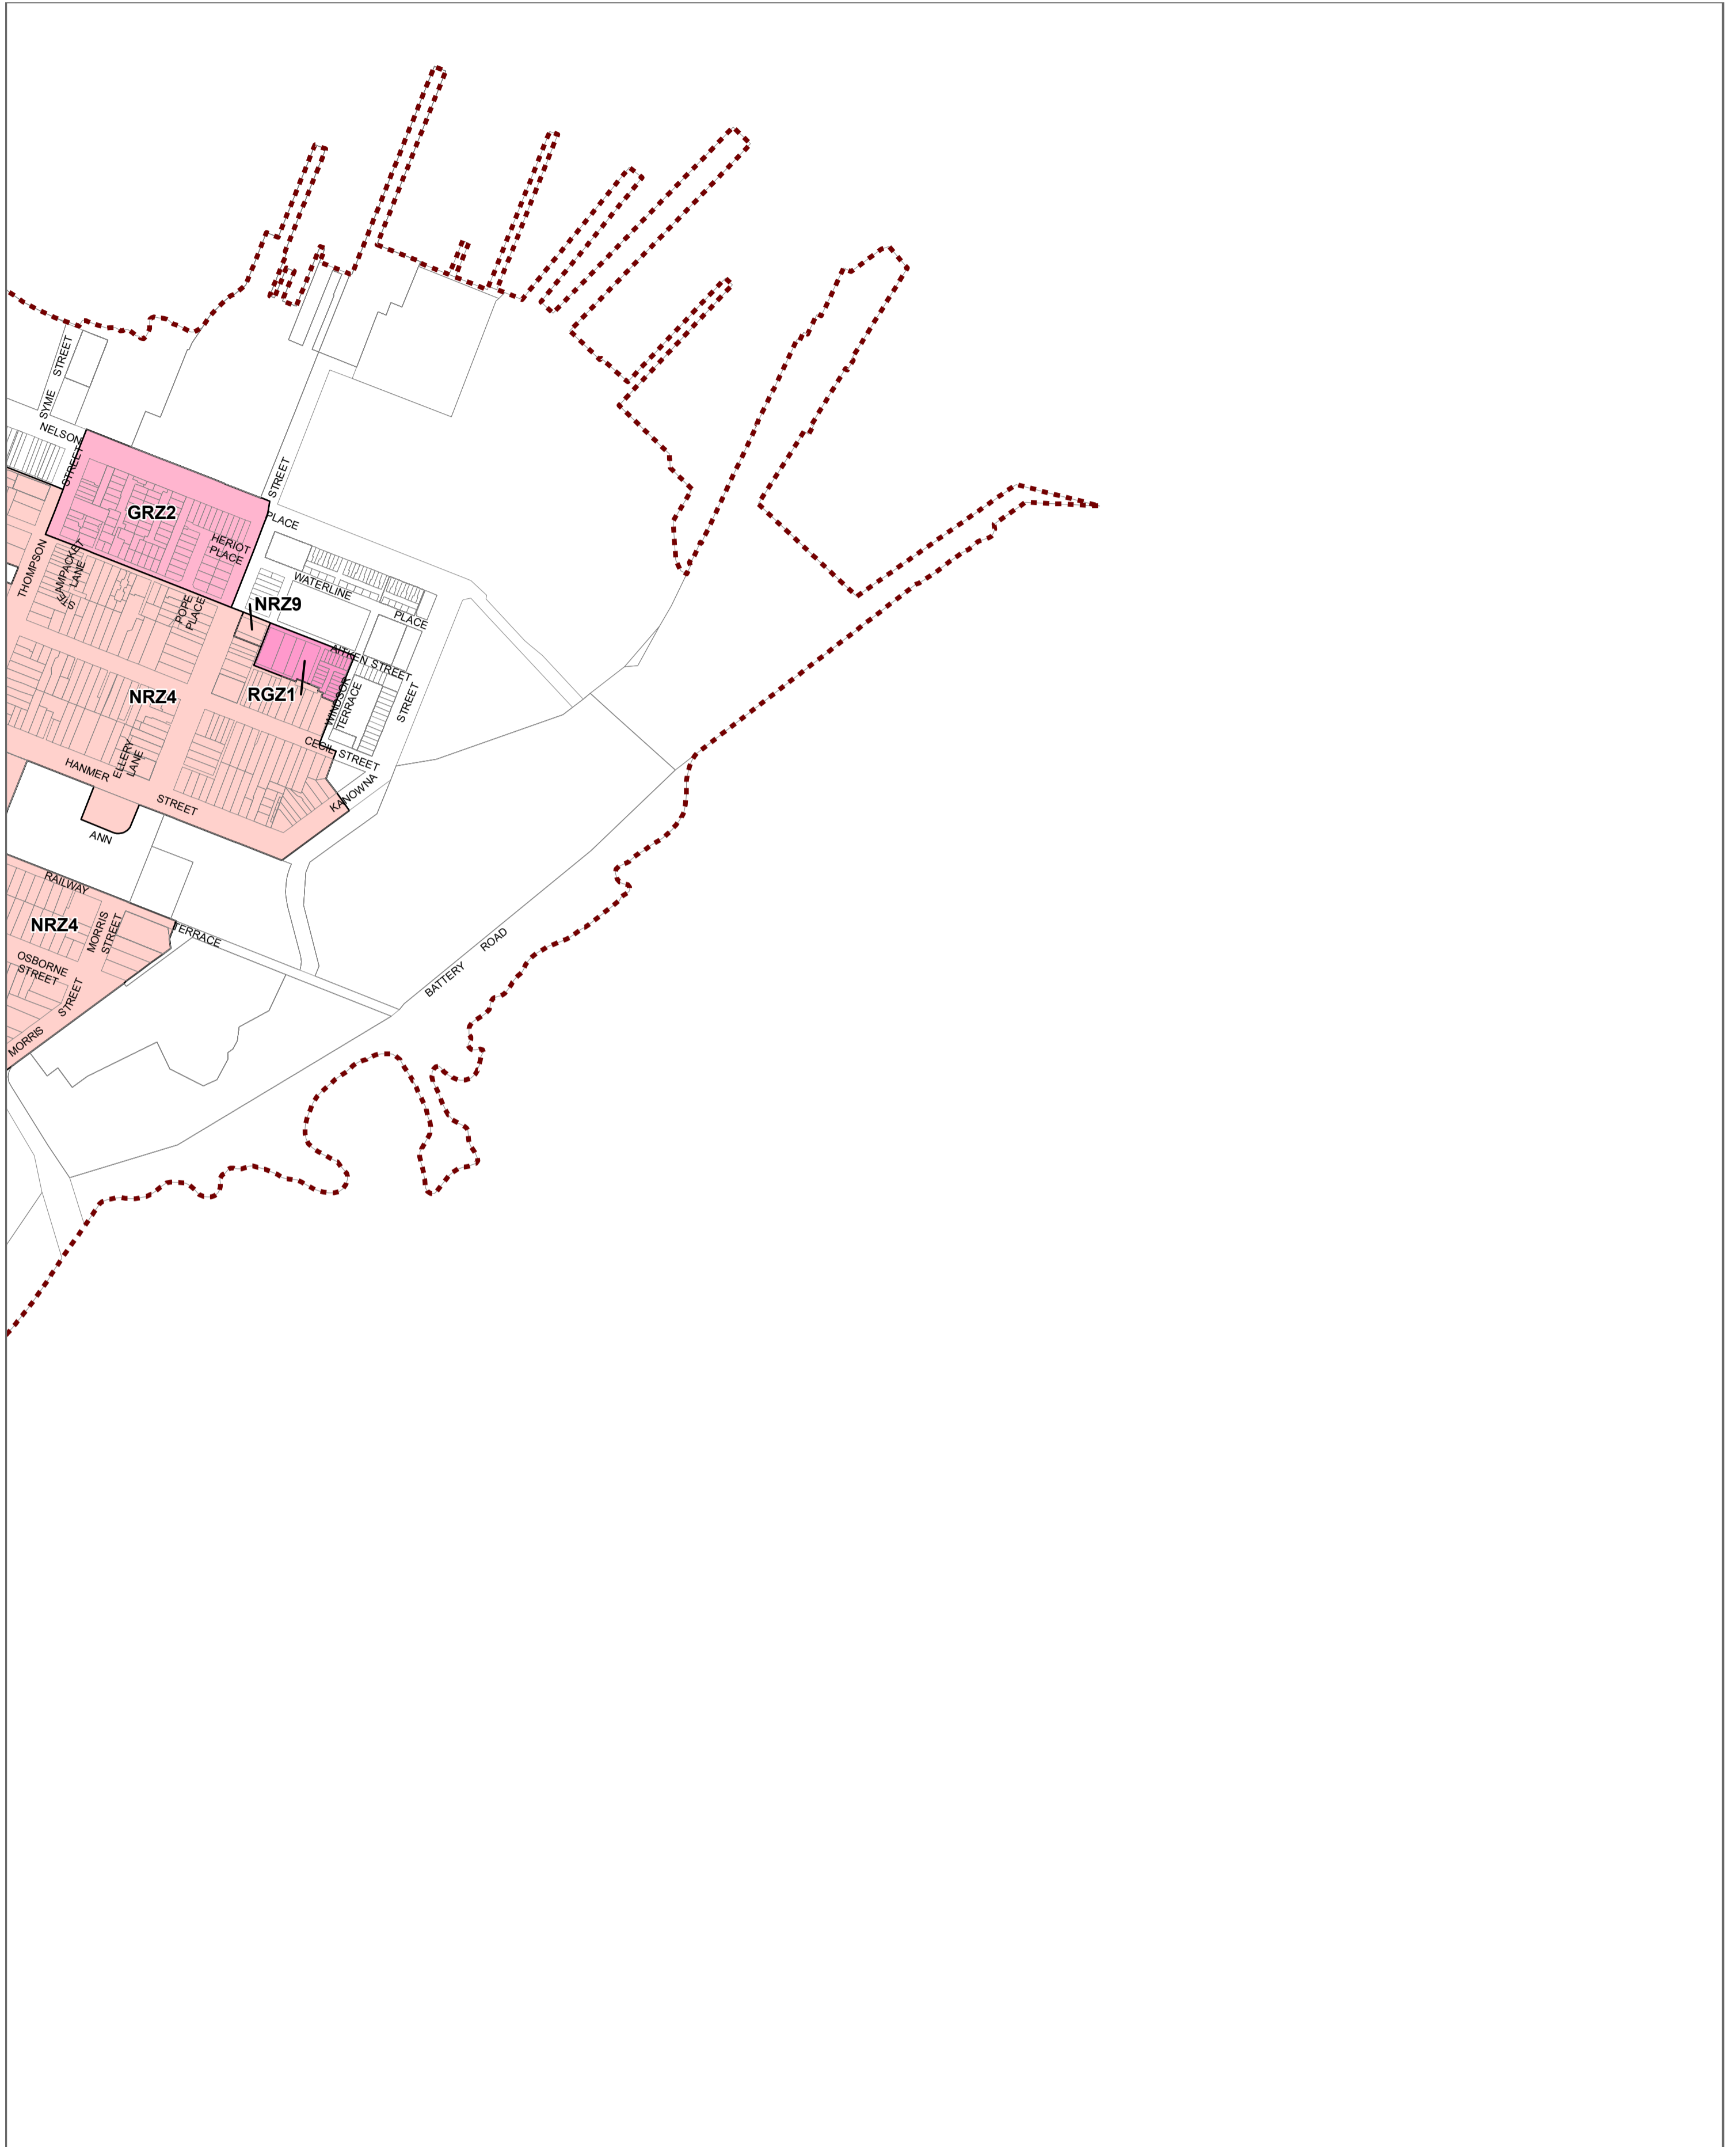 SYME
STREET
NELSON
STREET
GRZ2
STREET
PLACE
HERIOT
PLACE
THOMPSON
STEAMPACKET
LANE
WATERLINE
PLACE
POPE
PLACE
NRZ9
AITKEN STREET
RGZ1
NRZ4
WINDSOR
TERRACE
STREET
CECIL STREET
KANOWNA
ELLERY
LANE
HANMER
STREET
ANN
RAILWAY
TERRACE
NRZ4
MORRIS
STREET
OSBORNE
STREET
MORRIS
STREET
BATTERY
ROAD